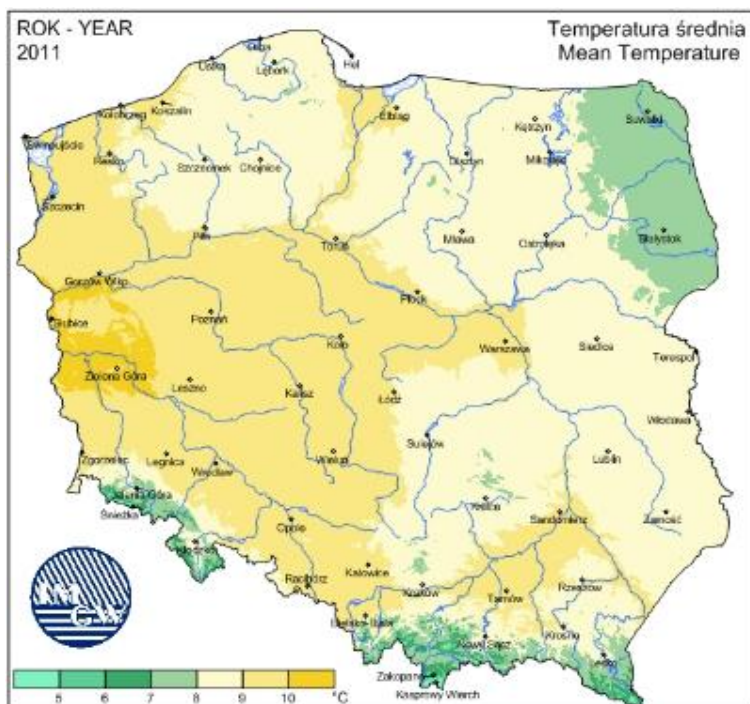 ROK - YEAR
2011
Temperatura średnia
Mean Temperature
Łeba
Ustka
Lębork
Hel
Kołobrzeg
Koszalin
Elbląg
Kętrzyn
Suwałki
Świnoujście
Resko
Szczecinek
Chojnice
Olsztyn
Mikołajki
Szczecin
Piła
Toruń
Mława
Ostrołęka
Białystok
Gorzów Wlkp
Płock
Słubice
Poznań
Koło
Warszawa
Siedlce
Terespol
Zielona Góra
Leszno
Kalisz
Łódź
Włodawa
Sulejów
Zgorzelec
Legnica
Wrocław
Wieluń
Lublin
Jelenia Góra
Śnieżka
Kielce
Sandomierz
Zamość
Opole
Kłodzko
Katowice
Racibórz
Kraków
Tarnów
Rzeszów
Bielsko-Biała
Nowy Sącz
Krosno
Lesko
Zakopane
Kasprowy Wierch
IM
GW
5 6 7 8 9 10 °C